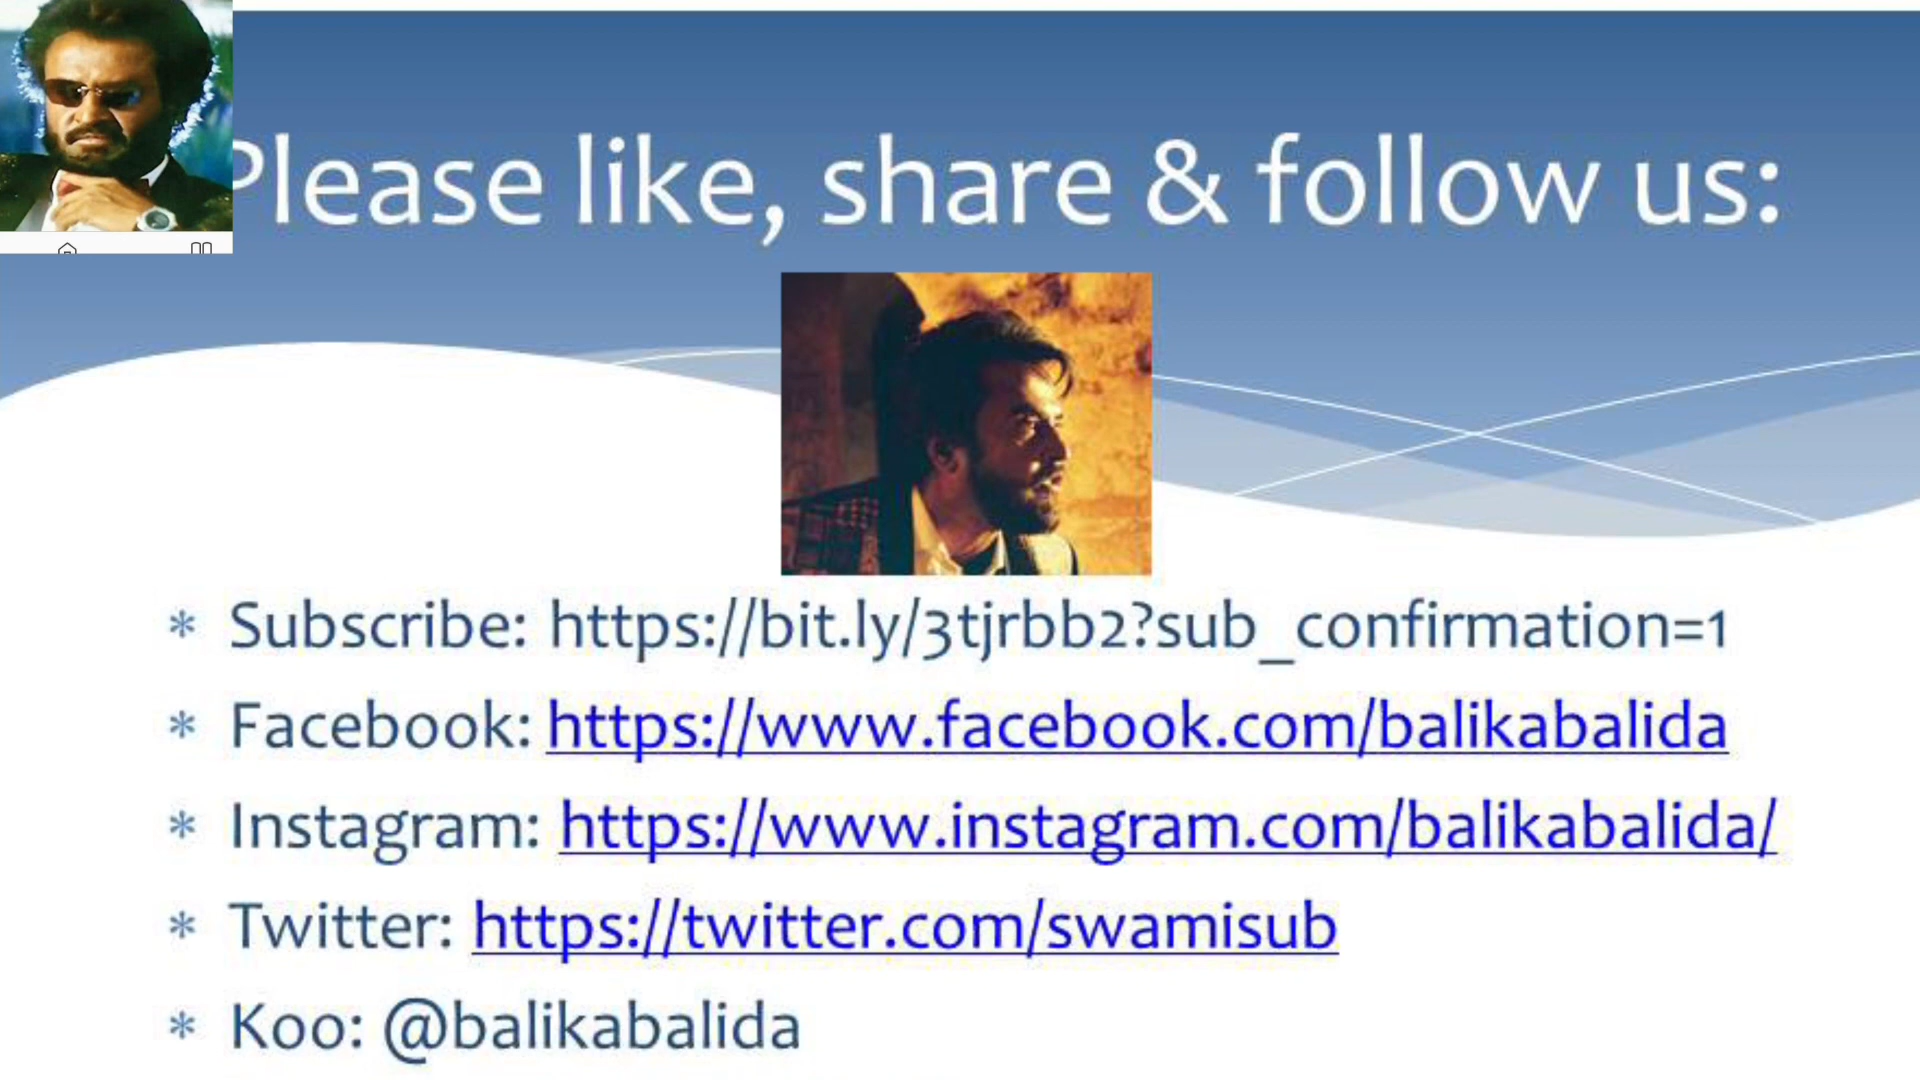 Please like, share & follow us:
* Subscribe: https://bit.ly/3tjrbb2?sub_confirmation=1
* Facebook: https://www.facebook.com/balikabalida
* Instagram: https://www.instagram.com/balikabalida/
* Twitter: https://twitter.com/swamisub
* Koo: @balikabalida